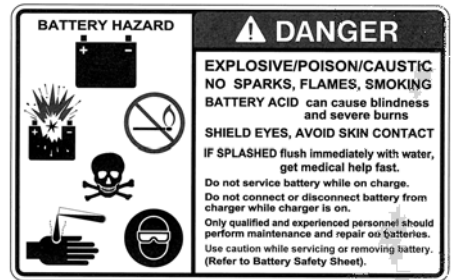 BATTERY HAZARD
+ -
+ -
DANGER
EXPLOSIVE/POISON/CAUSTIC
NO SPARKS, FLAMES, SMOKING
BATTERY ACID can cause blindness
and severe burns
SHIELD EYES, AVOID SKIN CONTACT
IF SPLASHED flush immediately with water,
get medical help fast.
Do not service battery while on charge.
Do not connect or disconnect battery from
charger while charger is on.
Only qualified and experienced personnel should
perform maintenance and repair on batteries.
Use caution while servicing or removing battery.
(Refer to Battery Safety Sheet).